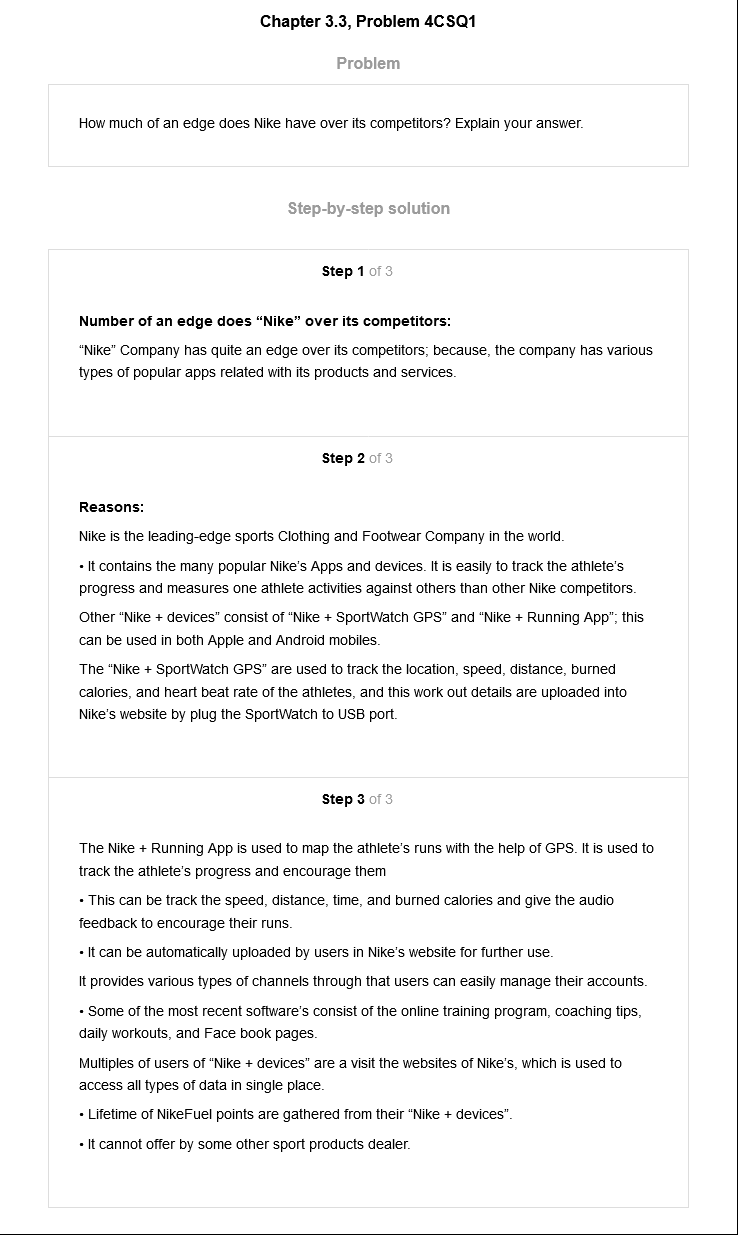 Chapter 3.3, Problem 4CSQ1
Problem
How much of an edge does Nike have over its competitors? Explain your answer.
Step-by-step solution
Step 1 of 3
Number of an edge does “Nike” over its competitors:
“Nike” Company has quite an edge over its competitors; because, the company has various
types of popular apps related with its products and services.
Step 2 of 3
Reasons:
Nike is the leading-edge sports Clothing and Footwear Company in the world.
• It contains the many popular Nike’s Apps and devices. It is easily to track the athlete’s
progress and measures one athlete activities against others than other Nike competitors.
Other “Nike + devices” consist of “Nike + SportWatch GPS” and “Nike + Running App”; this
can be used in both Apple and Android mobiles.
The “Nike + SportWatch GPS” are used to track the location, speed, distance, burned
calories, and heart beat rate of the athletes, and this work out details are uploaded into
Nike’s website by plug the SportWatch to USB port.
Step 3 of 3
The Nike + Running App is used to map the athlete’s runs with the help of GPS. It is used to
track the athlete’s progress and encourage them
• This can be track the speed, distance, time, and burned calories and give the audio
feedback to encourage their runs.
• It can be automatically uploaded by users in Nike’s website for further use.
It provides various types of channels through that users can easily manage their accounts.
• Some of the most recent software’s consist of the online training program, coaching tips,
daily workouts, and Face book pages.
Multiples of users of “Nike + devices” are a visit the websites of Nike’s, which is used to
access all types of data in single place.
• Lifetime of NikeFuel points are gathered from their “Nike + devices”.
• It cannot offer by some other sport products dealer.